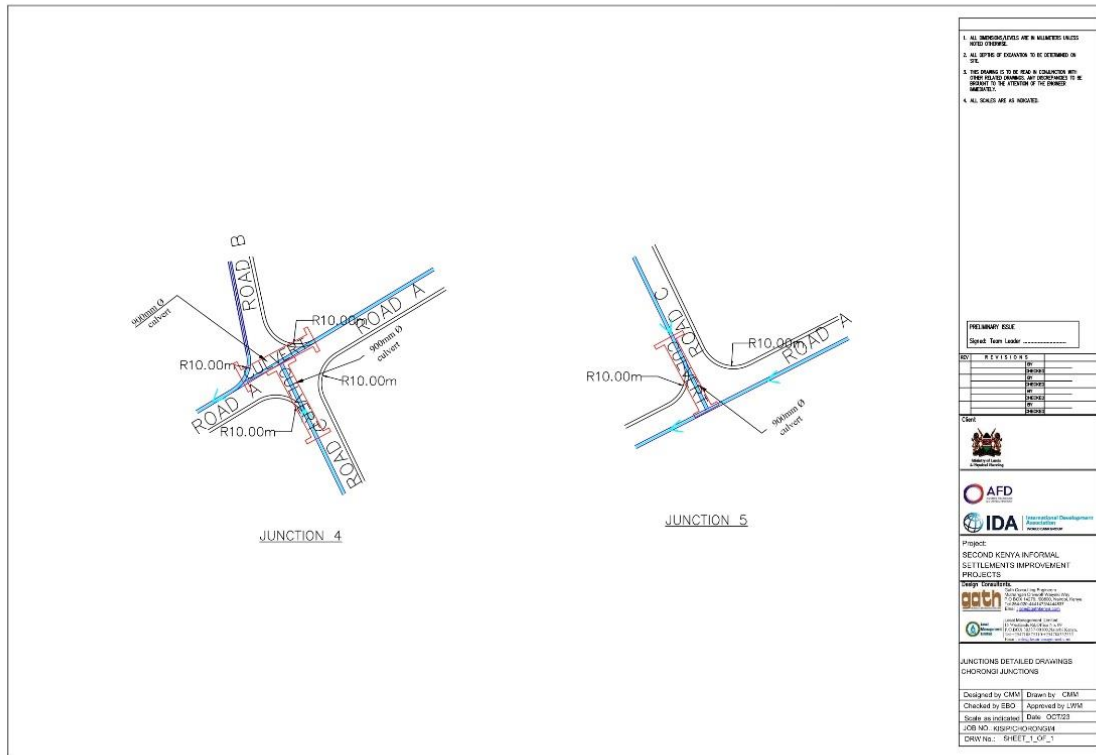 ROAD B
ROAD A
900mm Ø
culvert
R10.00m
CULVERT
900mm Ø
culvert
R10.00m
R10.00m
ROAD A
R10.00m
CULVERT
ROAD C
JUNCTION 4
ROAD C
ROAD A
R10.00m
R10.00m
900mm Ø
culvert
JUNCTION 5
1. ALL DIMENSIONS/LEVELS ARE IN MILLIMETERS UNLESS
NOTED OTHERWISE.
2. ALL DEPTHS OF EXCAVATION TO BE DETERMINED ON
SITE.
3. THIS DRAWING IS TO BE READ IN CONJUNCTION WITH
OTHER RELATED DRAWINGS. ANY DISCREPANCIES TO BE
BROUGHT TO THE ATTENTION OF THE ENGINEER
IMMEDIATELY.
4. ALL SCALES ARE AS INDICATED.
PRELIMINARY ISSUE
Signed: Team Leader
REV REVISIONS
BY
CHECKED
BY
CHECKED
BY
CHECKED
BY
CHECKED
Client
Ministry of Lands
& Physical Planning
AFD
IDA International Development
Association
Project:
SECOND KENYA INFORMAL
SETTLEMENTS IMPROVEMENT
PROJECTS
Design Consultants.
gath
JUNCTIONS DETAILED DRAWINGS
CHORONGI JUNCTIONS
Designed by CMM Drawn by CMM
Checked by EBO Approved by LWM
Scale as indicated Date OCT/23
JOB NO. KISIP/CHORONGI/4
DRW No.: SHEET_1_OF_1